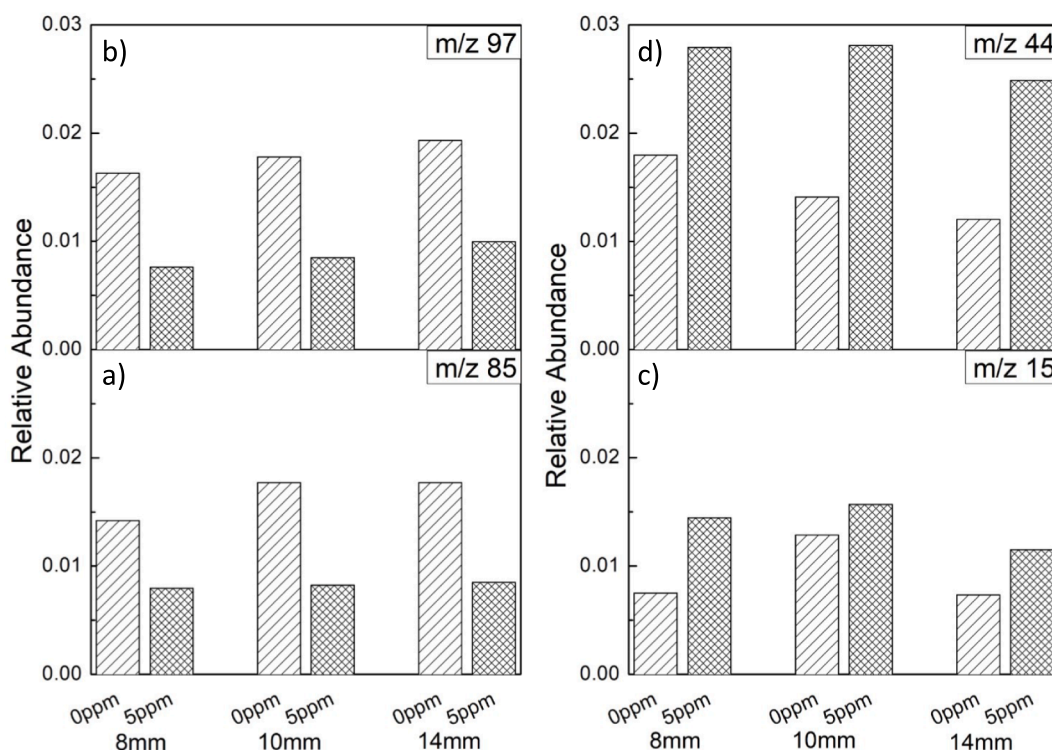 0.03
b)
m/z 97
0.02
0.01
0.00
a)
m/z 85
0.02
0.01
0.00
Relative Abundance
0ppm 5ppm 0ppm 5ppm 0ppm 5ppm
8mm 10mm 14mm
0.03
d)
m/z 44
0.02
0.01
0.00
c)
m/z 15
0.02
0.01
0.00
Relative Abundance
0ppm 5ppm 0ppm 5ppm 0ppm 5ppm
8mm 10mm 14mm